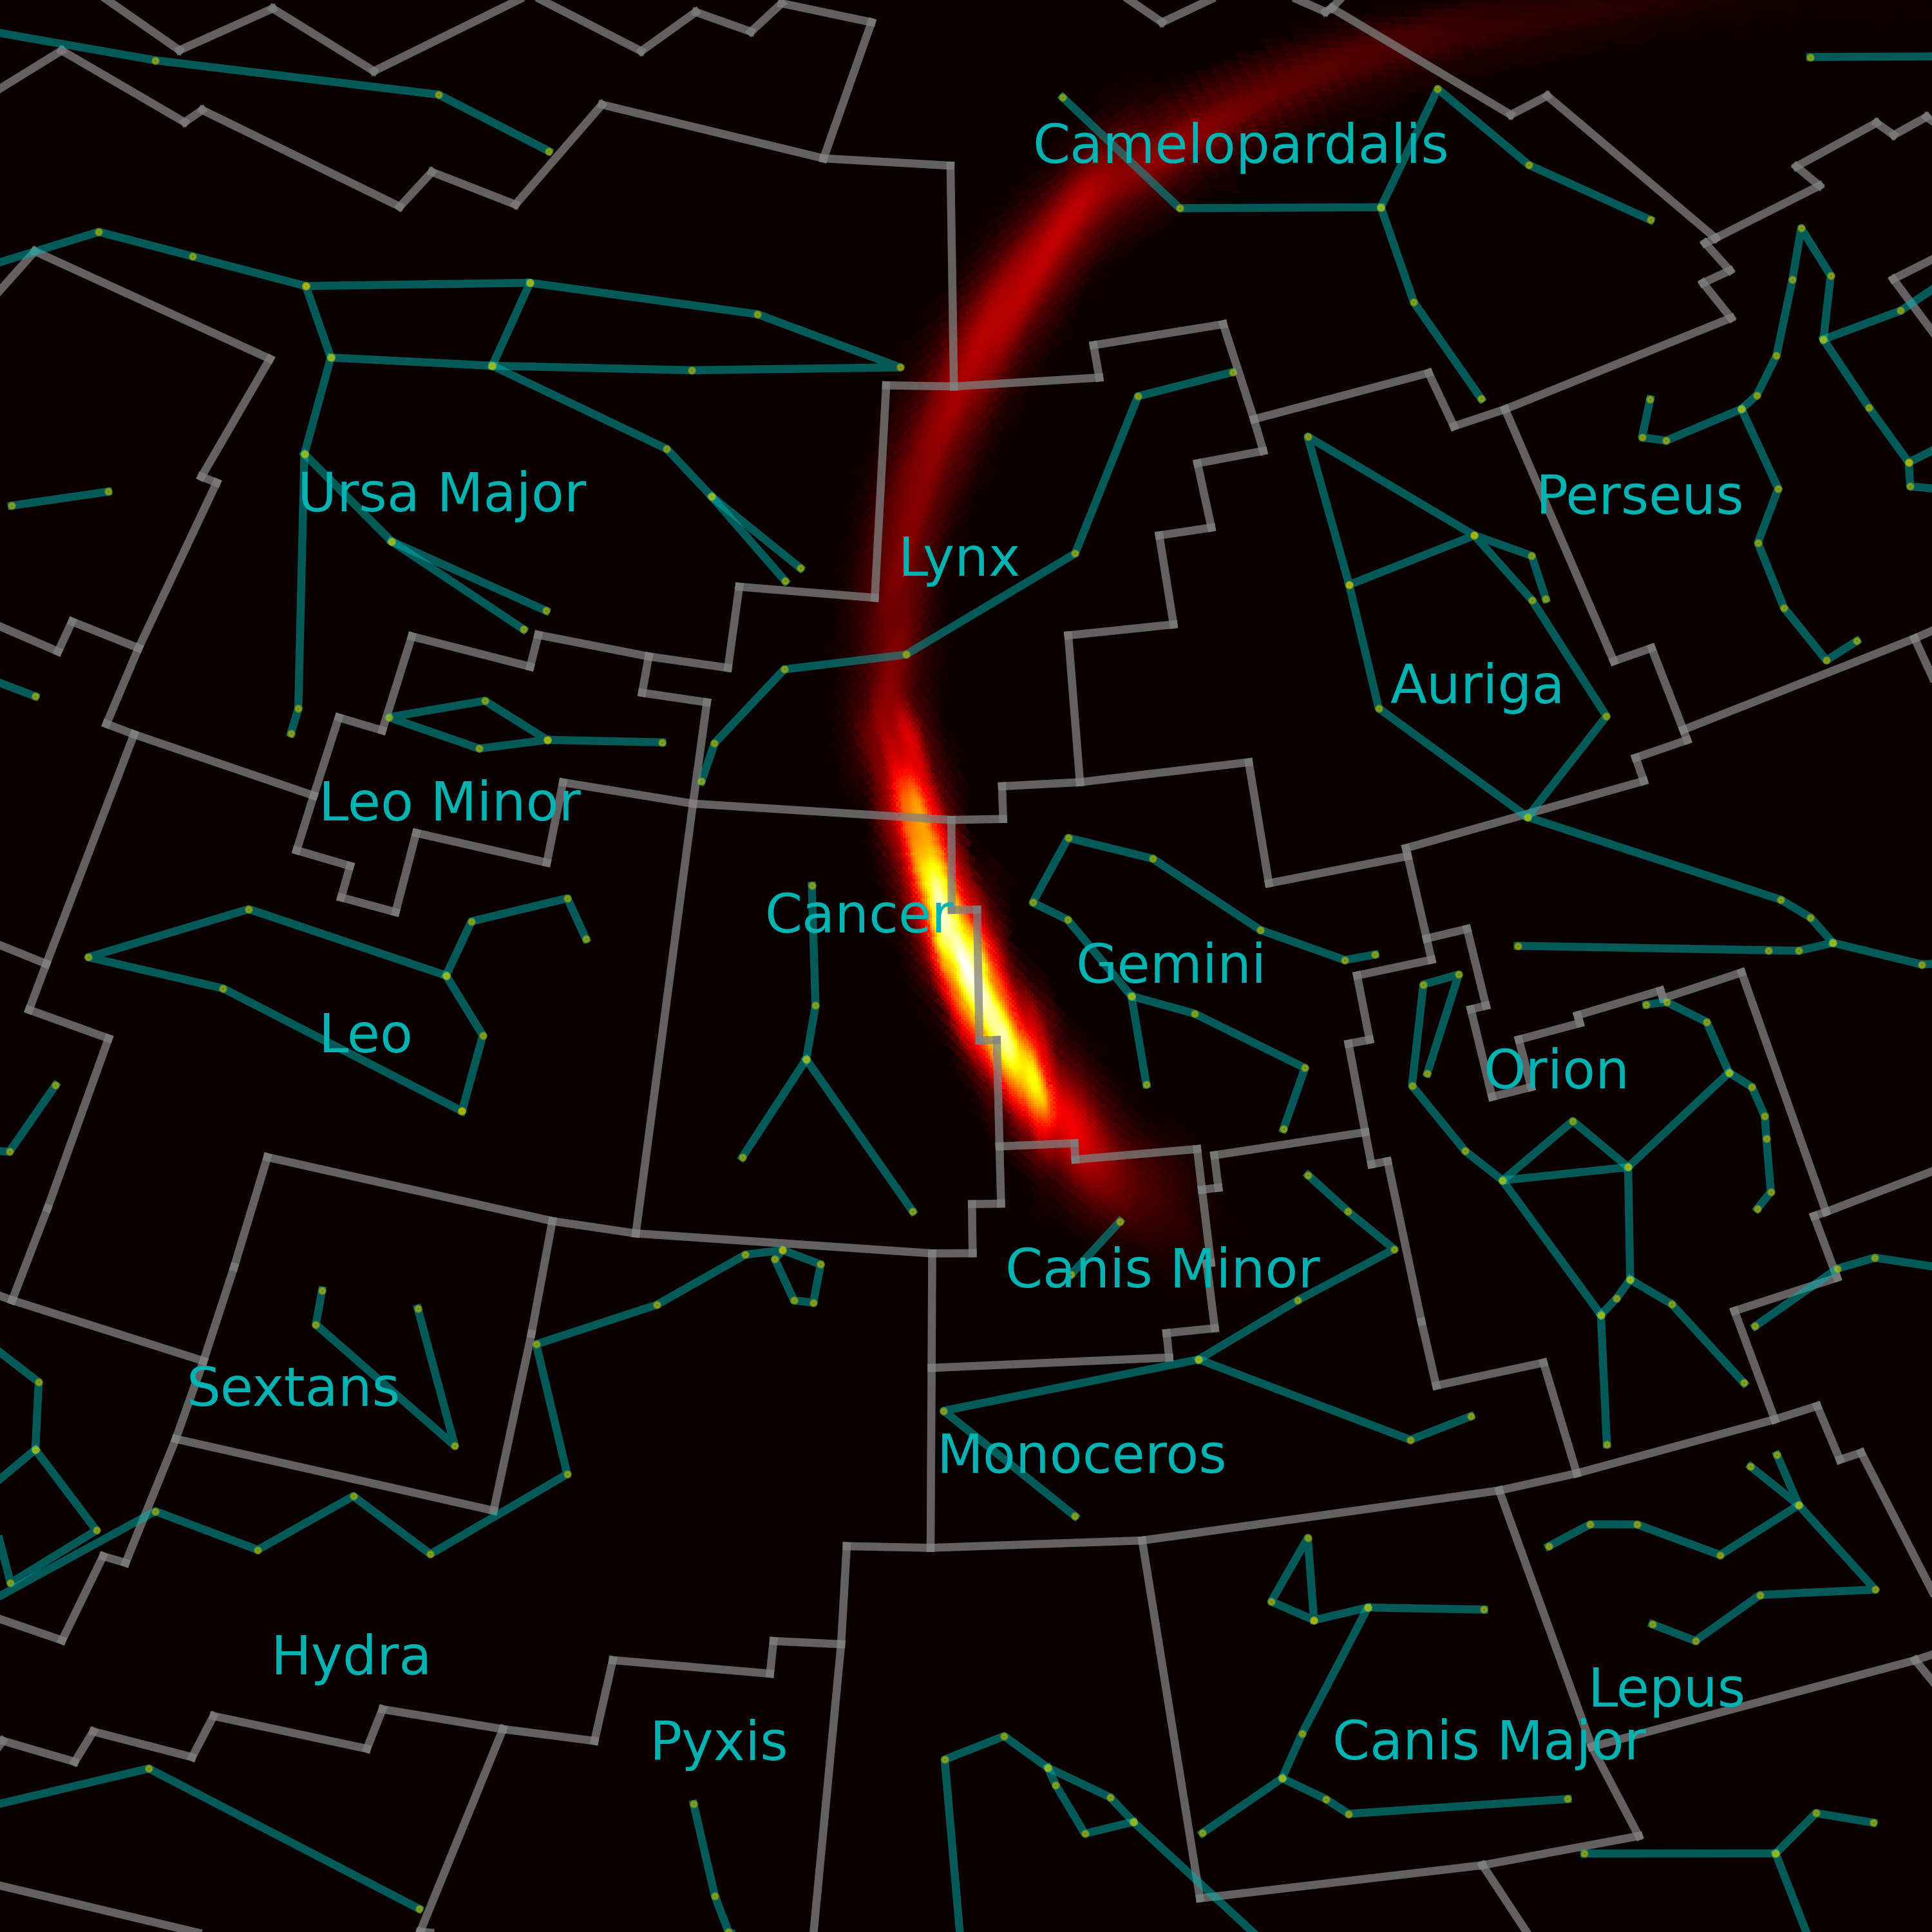 Camelopardalis
Ursa Major
Perseus
Lynx
Auriga
Leo Minor
Cancer
Gemini
Leo
Orion
Canis Minor
Sextans
Monoceros
Hydra
Lepus
Pyxis
Canis Major